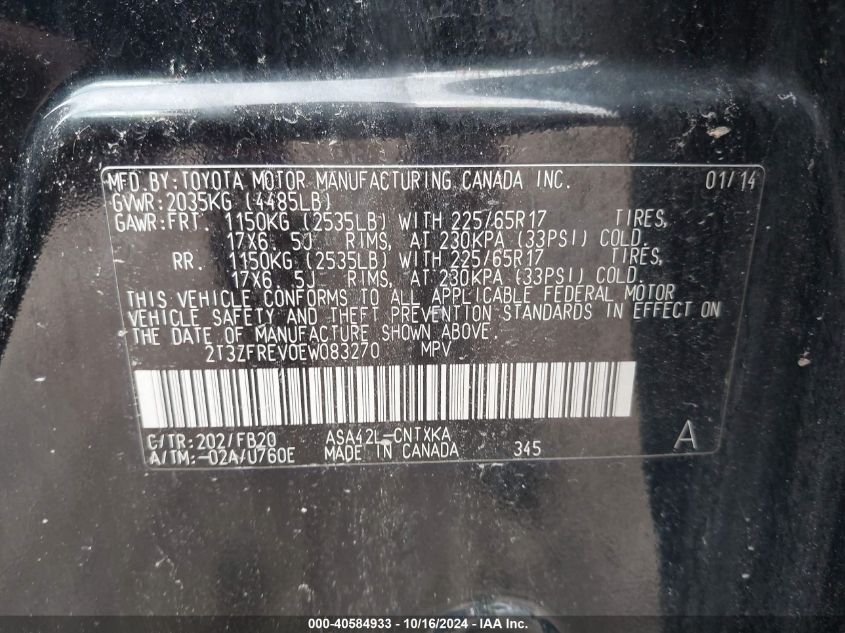 MFD.BY:TOYOTA MOTOR MANUFACTURING CANADA INC. 01/14
GVWR:2035KG (4485LB)
GAWR:FRT. 1150KG (2535LB) WITH 225/65R17 TIRES,
17X6. 5J RIMS, AT 230KPA (33PSI) COLD.
RR. 1150KG (2535LB) WITH 225/65R17 TIRES,
17X6. 5J RIMS, AT 230KPA (33PSI) COLD.
THIS VEHICLE CONFORMS TO ALL APPLICABLE FEDERAL MOTOR
VEHICLE SAFETY AND THEFT PREVENTION STANDARDS IN EFFECT ON
THE DATE OF MANUFACTURE SHOWN ABOVE.
2T3ZFREV0EW083270 MPV
C/TR:202/FB20 ASA42L-CNTXKA A
A/TM:-02A/U760E MADE IN CANADA 345
000-40584933 - 10/16/2024 - IAA Inc.